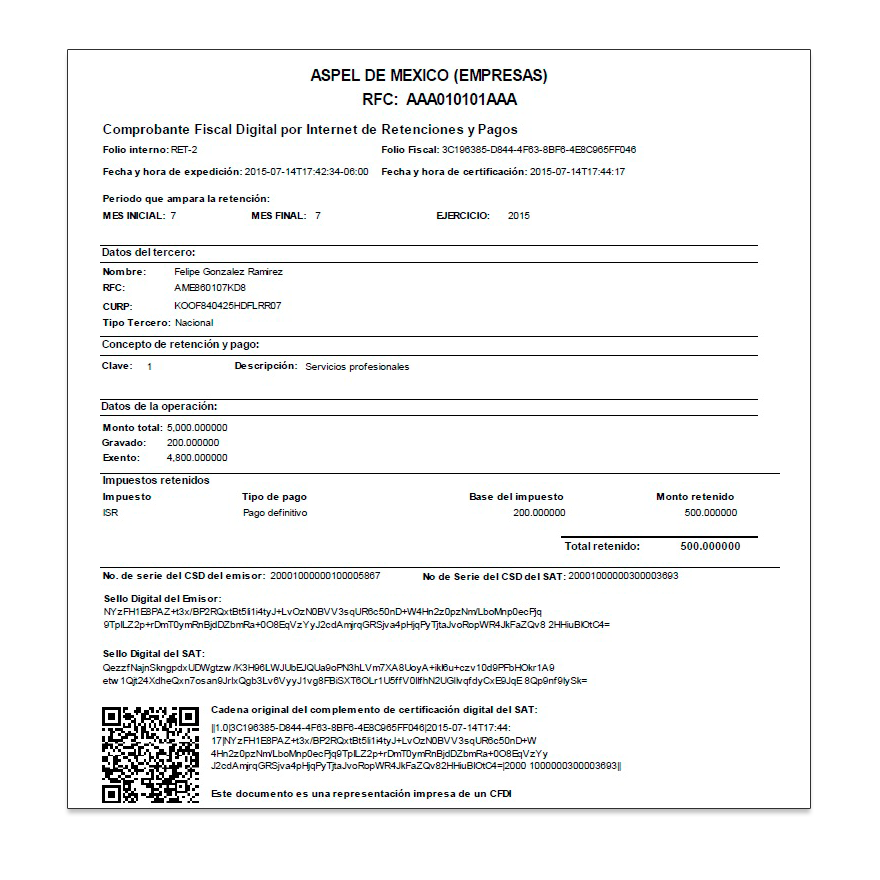 ASPEL DE MEXICO (EMPRESAS)
RFC: AAA010101AAA
Comprobante Fiscal Digital por Internet de Retenciones y Pagos
Folio interno: RET-2 Folio Fiscal: 3C196385-D844-4F63-8BF6-4E8C965FF046
Fecha y hora de expedición: 2015-07-14T17:42:34-06:00 Fecha y hora de certificación: 2015-07-14T17:44:17
Periodo que ampara la retención:
MES INICIAL: 7 MES FINAL: 7 EJERCICIO: 2015
Datos del tercero:
Nombre: Felipe Gonzalez Ramirez
RFC: AME860107KD8
CURP: KOOF840425HDFLRR07
Tipo Tercero: Nacional
Concepto de retención y pago:
Clave: 1 Descripción: Servicios profesionales
Datos de la operación:
Monto total: 5,000.000000
Gravado: 200.000000
Exento: 4,800.000000
Impuestos retenidos
Impuesto Tipo de pago Base del impuesto Monto retenido
ISR Pago definitivo 200.000000 500.000000
Total retenido: 500.000000
No. de serie del CSD del emisor: 20001000000100005867 No de Serie del CSD del SAT: 20001000000300003693
Sello Digital del Emisor:
NYzFH1E8PAZ+t3x/BP2RQxtBt5li1i4tyJ+LvOzN0BVV3sqUR6c50nD+W4Hn2z0pzNm/LboMnp0ecFjq
9TplLZ2p+rDmT0ymRnBjdDZbmRa+0O8EqVzYyJ2cdAmjrqGRSjva4pHjqPyTjtaJvoRopWR4JkFaZQv8 2HHiuBlOtC4=
Sello Digital del SAT:
QezzfNajnSkngpdxUDWgtzw/K3H96LWJUbEJQUa9oPN3hLVm7XA8UoyA+ikl6u+czv10d9PFbHOkr1A9
etw1Qjt24XdheQxn7osan9JrlxQgb3Lv6VyyJ1vg8FBiSXT6OLr1U5ffV0IlfhN2UGllvqfdyCxE9JqE 8Qp9nf9lySk=
Cadena original del complemento de certificación digital del SAT:
||1.0|3C196385-D844-4F63-8BF6-4E8C965FF046|2015-07-14T17:44:
17|NYzFH1E8PAZ+t3x/BP2RQxtBt5li1i4tyJ+LvOzN0BVV3sqUR6c50nD+W
4Hn2z0pzNm/LboMnp0ecFjq9TplLZ2p+rDmT0ymRnBjdDZbmRa+0O8EqVzYy
J2cdAmjrqGRSjva4pHjqPyTjtaJvoRopWR4JkFaZQv82HHiuBlOtC4=|2000 1000000300003693||
Este documento es una representación impresa de un CFDI